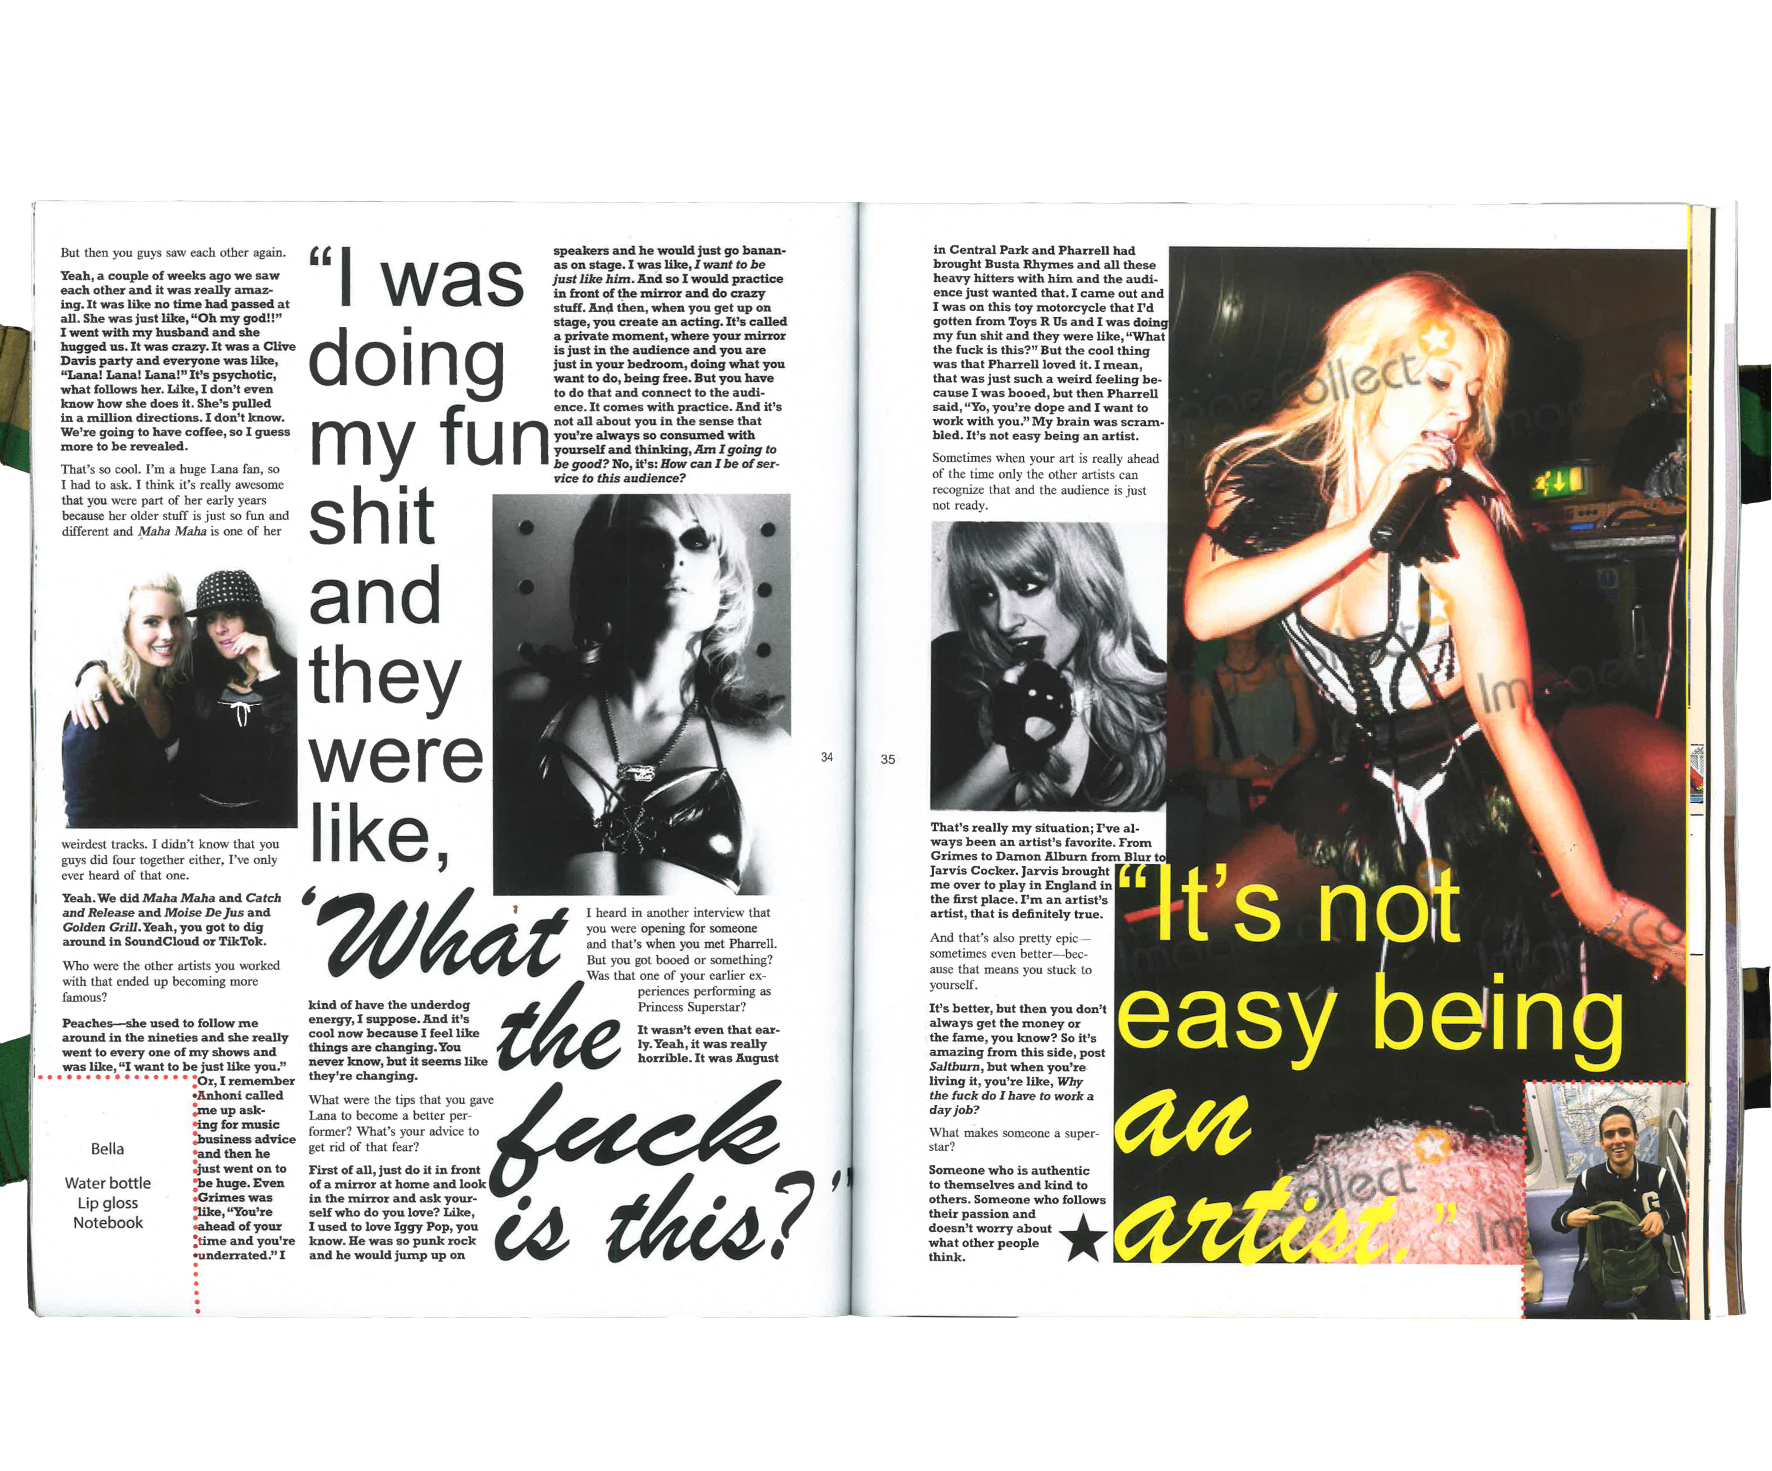 But then you guys saw each other again.
Yeah, a couple of weeks ago we saw
each other and it was really amaz-
ing. It was like no time had passed at
all. She was just like, “Oh my god!!”
I went with my husband and she
hugged us. It was crazy. It was a Clive
Davis party and everyone was like,
“Lana! Lana! Lana!” It’s psychotic,
what follows her. Like, I don’t even
know how she does it. She’s pulled
in a million directions. I don’t know.
We’re going to have coffee, so I guess
more to be revealed.
That’s so cool. I’m a huge Lana fan, so
I had to ask. I think it’s really awesome
that you were part of her early years
because her older stuff is just so fun and
different and Maha Maha is one of her
weirdest tracks. I didn’t know that you
guys did four together either, I’ve only
ever heard of that one.
Yeah. We did Maha Maha and Catch
and Release and Moise De Jus and
Golden Grill. Yeah, you got to dig
around in SoundCloud or TikTok.
Who were the other artists you worked
with that ended up becoming more
famous?
Peaches—she used to follow me
around in the nineties and she really
went to every one of my shows and
was like, “I want to be just like you.”
Or, I remember
Anhoni called
me up ask-
ing for music
business advice
and then he
just went on to
be huge. Even
Grimes was
like, “You’re
ahead of your
time and you’re
underrated.” I
Bella
Water bottle
Lip gloss
Notebook
“I was
doing
my fun
shit
and
they
were
like,
‘What
the
fuck
is this?’”
kind of have the underdog
energy, I suppose. And it’s
cool now because I feel like
things are changing. You
never know, but it seems like
they’re changing.
What were the tips that you gave
Lana to become a better per-
former? What’s your advice to
get rid of that fear?
First of all, just do it in front
of a mirror at home and look
in the mirror and ask your-
self who do you love? Like,
I used to love Iggy Pop, you
know. He was so punk rock
and he would jump up on
speakers and he would just go banan-
as on stage. I was like, I want to be
just like him. And so I would practice
in front of the mirror and do crazy
stuff. And then, when you get up on
stage, you create an acting. It’s called
a private moment, where your mirror
is just in the audience and you are
just in your bedroom, doing what you
want to do, being free. But you have
to do that and connect to the audi-
ence. It comes with practice. And it’s
not all about you in the sense that
you’re always so consumed with
yourself and thinking, Am I going to
be good? No, it’s: How can I be of ser-
vice to this audience?
I heard in another interview that
you were opening for someone
and that’s when you met Pharrell.
But you got booed or something?
Was that one of your earlier ex-
periences performing as
Princess Superstar?
It wasn’t even that ear-
ly. Yeah, it was really
horrible. It was August
34
35
in Central Park and Pharrell had
brought Busta Rhymes and all these
heavy hitters with him and the audi-
ence just wanted that. I came out and
I was on this toy motorcycle that I’d
gotten from Toys R Us and I was doing
my fun shit and they were like, “What
the fuck is this?” But the cool thing
was that Pharrell loved it. I mean,
that was just such a weird feeling be-
cause I was booed, but then Pharrell
said, “Yo, you’re dope and I want to
work with you.” My brain was scram-
bled. It’s not easy being an artist.
Sometimes when your art is really ahead
of the time only the other artists can
recognize that and the audience is just
not ready.
That’s really my situation; I’ve al-
ways been an artist’s favorite. From
Grimes to Damon Alburn from Blur to
Jarvis Cocker. Jarvis brought
me over to play in England in
the first place. I’m an artist’s
artist, that is definitely true.
And that’s also pretty epic—
sometimes even better—bec-
ause that means you stuck to
yourself.
It’s better, but then you don’t
always get the money or
the fame, you know? So it’s
amazing from this side, post
Saltburn, but when you’re
living it, you’re like, Why
the fuck do I have to work a
day job?
What makes someone a super-
star?
Someone who is authentic
to themselves and kind to
others. Someone who follows
their passion and
doesn’t worry about
what other people
think.
“It’s not
easy being
an
artist.”
ImageCollect
G